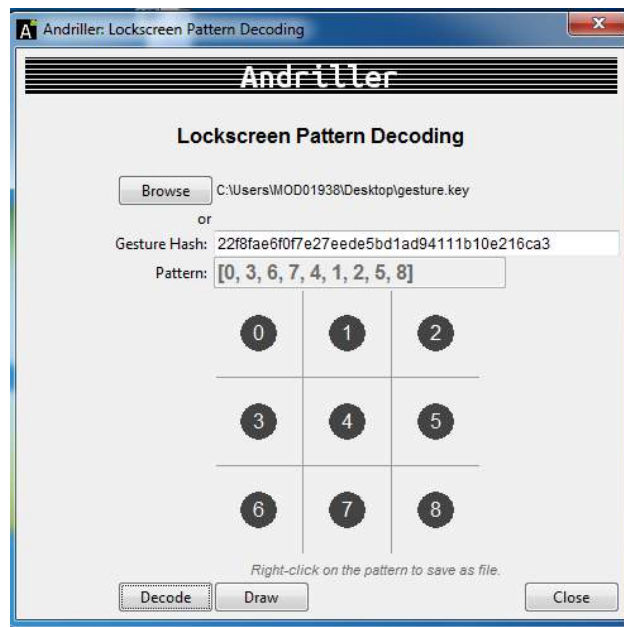 Andriller: Lockscreen Pattern Decoding
Andriller
Lockscreen Pattern Decoding
Browse C:\Users\MOD01938\Desktop\gesture.key
or
Gesture Hash: 22f8fae6f0f7e27eede5bd1ad94111b10e216ca3
Pattern: [0, 3, 6, 7, 4, 1, 2, 5, 8]
0 1 2
3 4 5
6 7 8
Right-click on the pattern to save as file.
Decode Draw Close